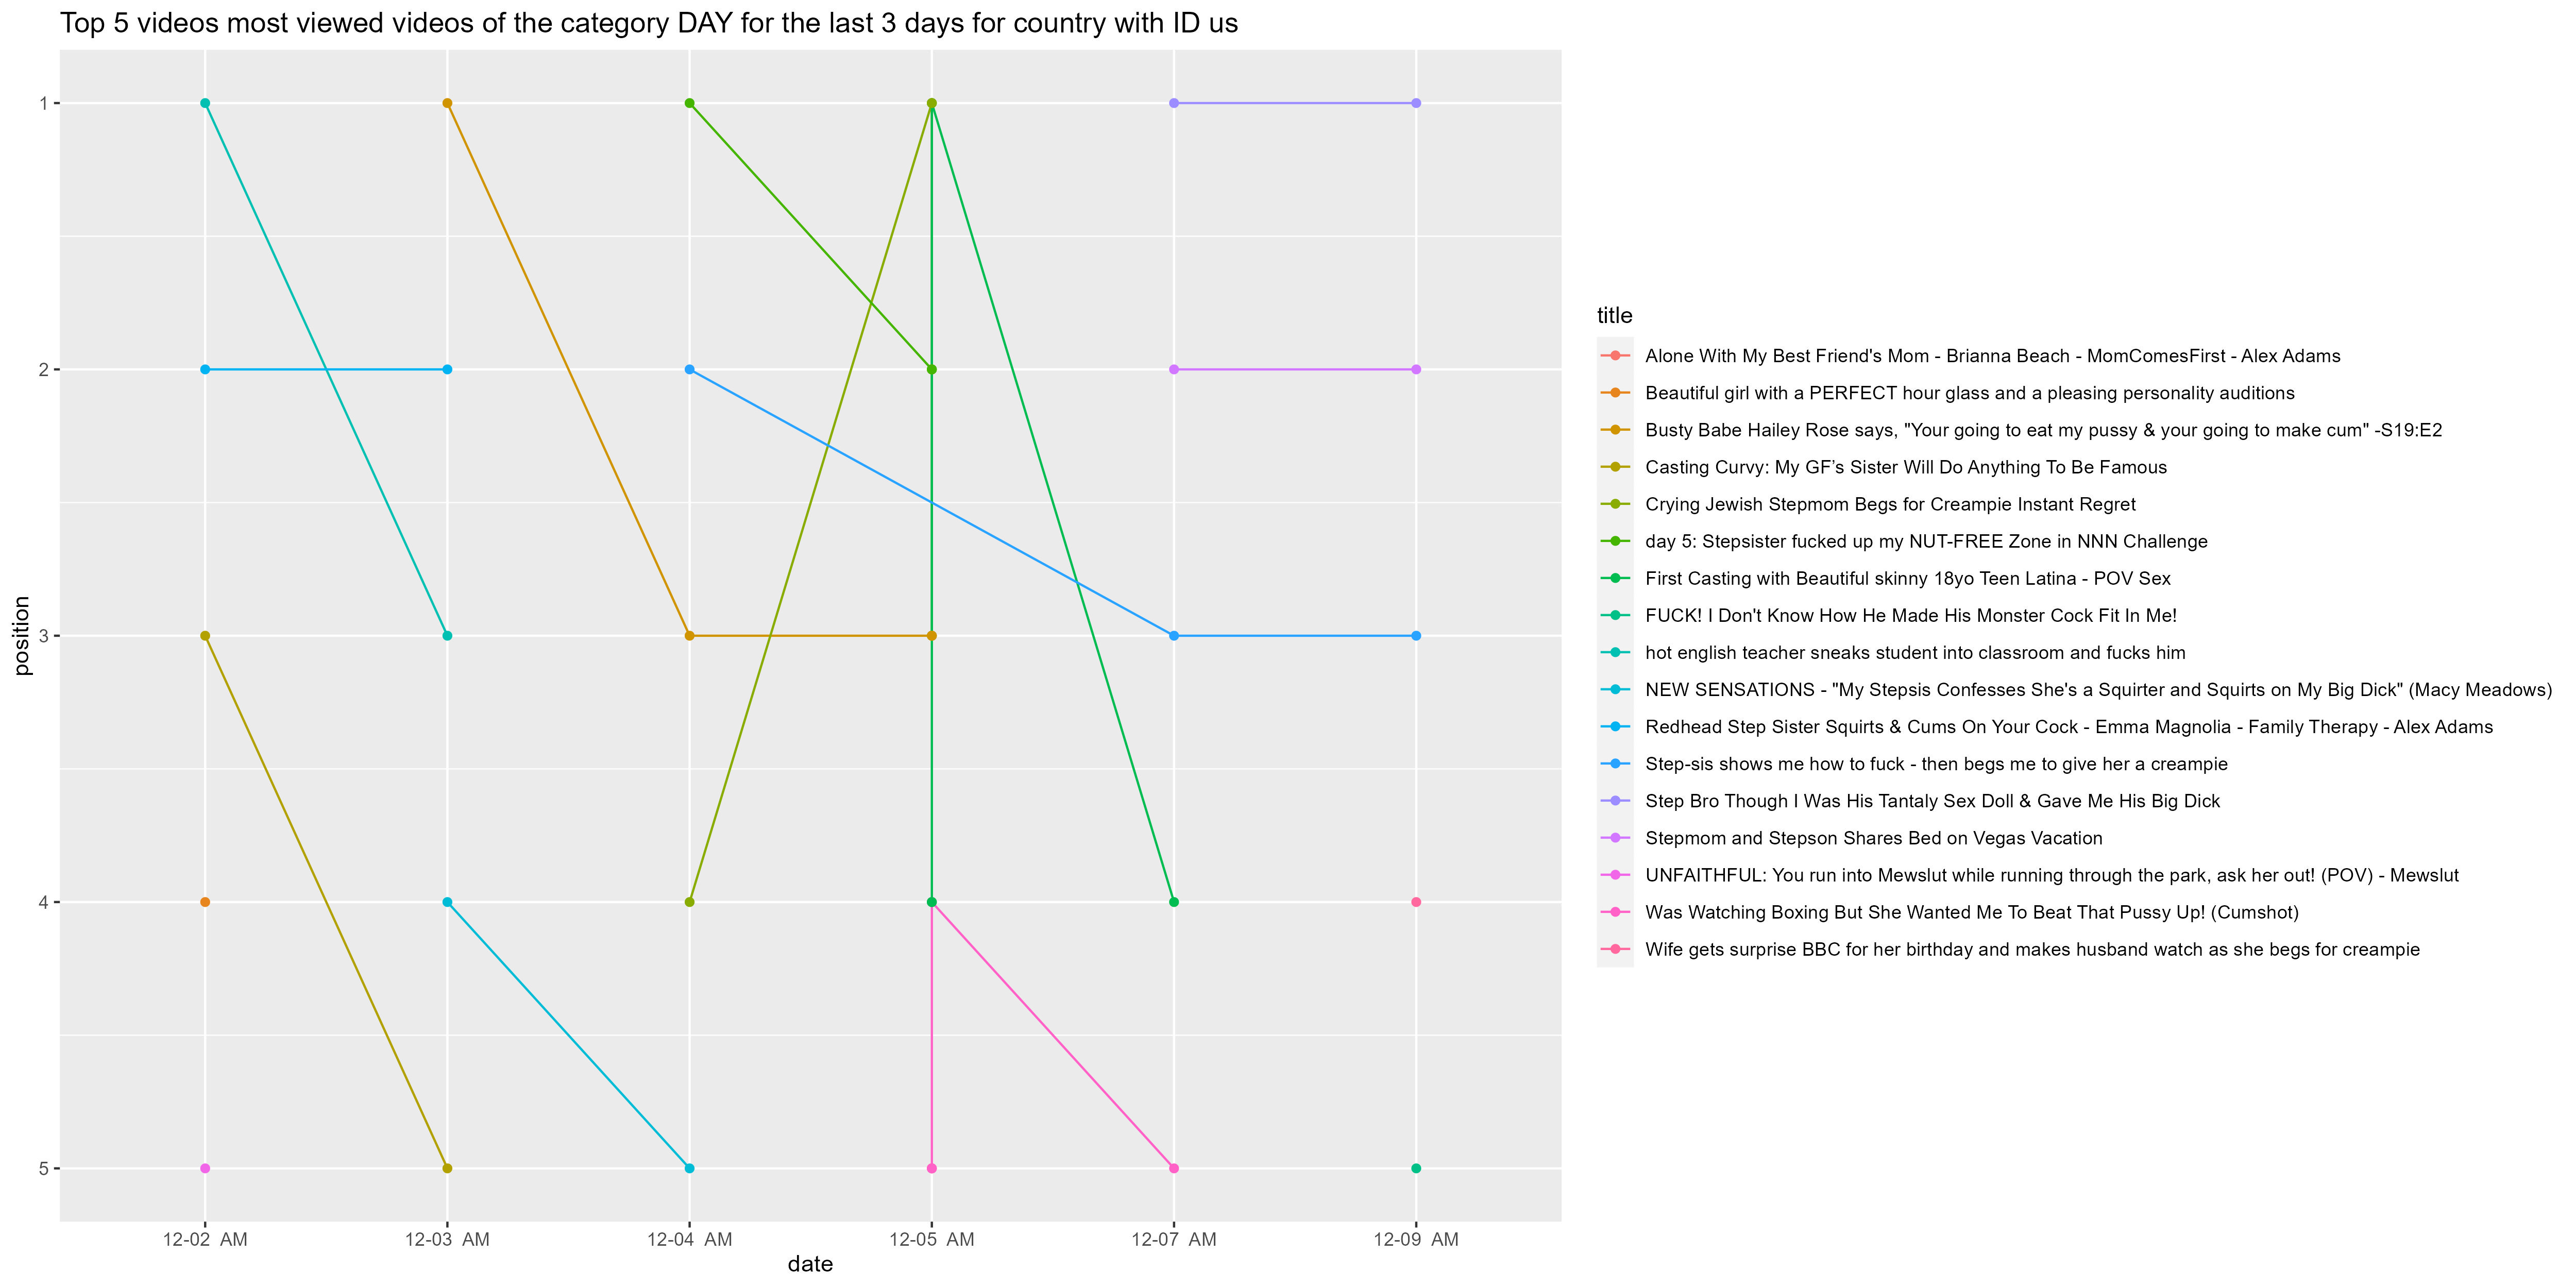 Top 5 videos most viewed videos of the category DAY for the last 3 days for country with ID us
position
1
2
3
4
5
12-02  AM
12-03  AM
12-04  AM
12-05  AM
12-07  AM
12-09  AM
date
title
Alone With My Best Friend's Mom - Brianna Beach - MomComesFirst - Alex Adams
Beautiful girl with a PERFECT hour glass and a pleasing personality auditions
Busty Babe Hailey Rose says, "Your going to eat my pussy & your going to make cum" -S19:E2
Casting Curvy: My GF's Sister Will Do Anything To Be Famous
Crying Jewish Stepmom Begs for Creampie Instant Regret
day 5: Stepsister fucked up my NUT-FREE Zone in NNN Challenge
First Casting with Beautiful skinny 18yo Teen Latina - POV Sex
FUCK! I Don't Know How He Made His Monster Cock Fit In Me!
hot english teacher sneaks student into classroom and fucks him
NEW SENSATIONS - "My Stepsis Confesses She's a Squirter and Squirts on My Big Dick" (Macy Meadows)
Redhead Step Sister Squirts & Cums On Your Cock - Emma Magnolia - Family Therapy - Alex Adams
Step-sis shows me how to fuck - then begs me to give her a creampie
Step Bro Though I Was His Tantaly Sex Doll & Gave Me His Big Dick
Stepmom and Stepson Shares Bed on Vegas Vacation
UNFAITHFUL: You run into Mewslut while running through the park, ask her out! (POV) - Mewslut
Was Watching Boxing But She Wanted Me To Beat That Pussy Up! (Cumshot)
Wife gets surprise BBC for her birthday and makes husband watch as she begs for creampie